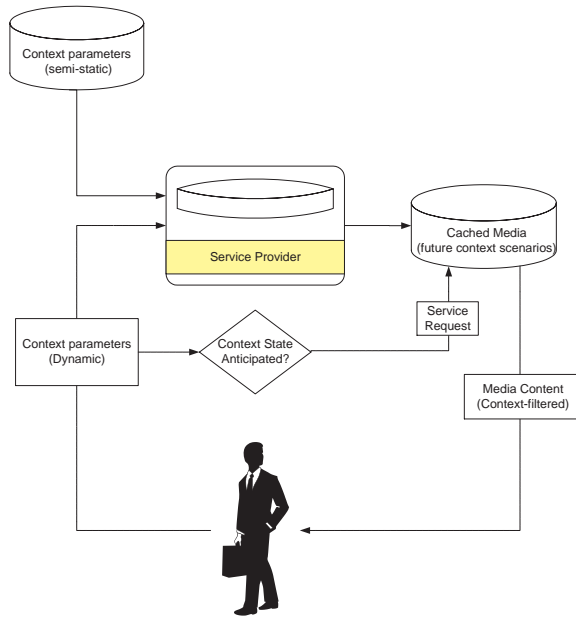 Context parameters
(semi-static)
Service Provider
Cached Media
(future context scenarios)
Service
Request
Context parameters
(Dynamic)
Context State
Anticipated?
Media Content
(Context-filtered)